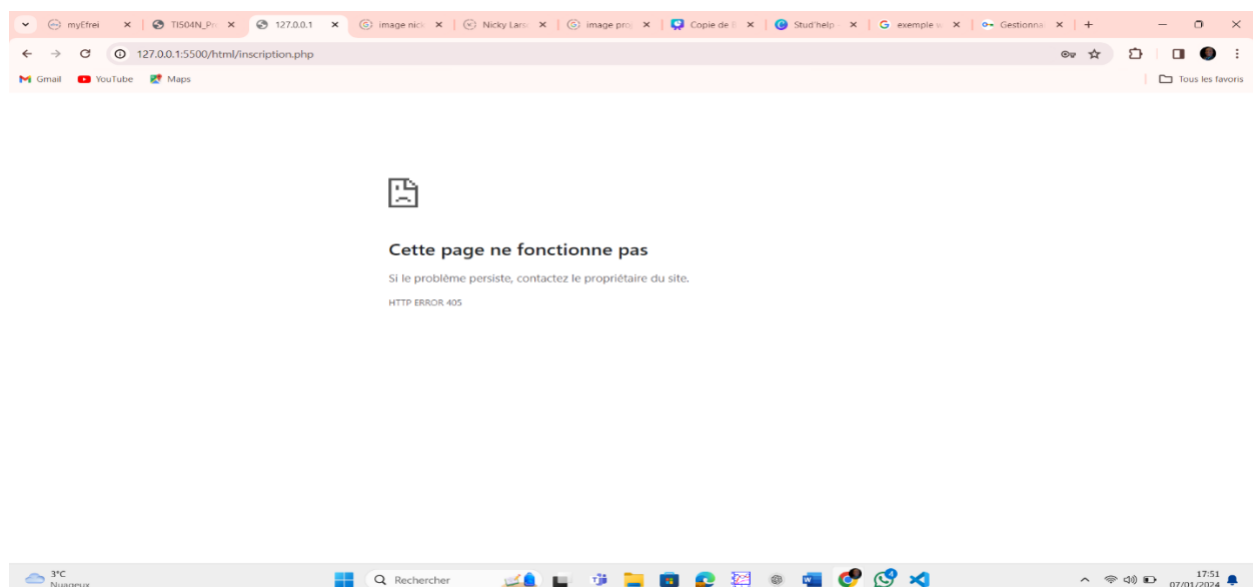 myEfrei
TI504N_Pr
127.0.0.1
image nick
Nicky Laro
image proj
Copie de
Stud'help
exemple
Gestionna
127.0.0.1:5500/html/inscription.php
Gmail
YouTube
Maps
Tous les favoris
Cette page ne fonctionne pas
Si le problème persiste, contactez le propriétaire du site.
HTTP ERROR 405
3°C
Nuageux
Rechercher
4
17:51
07/01/2024